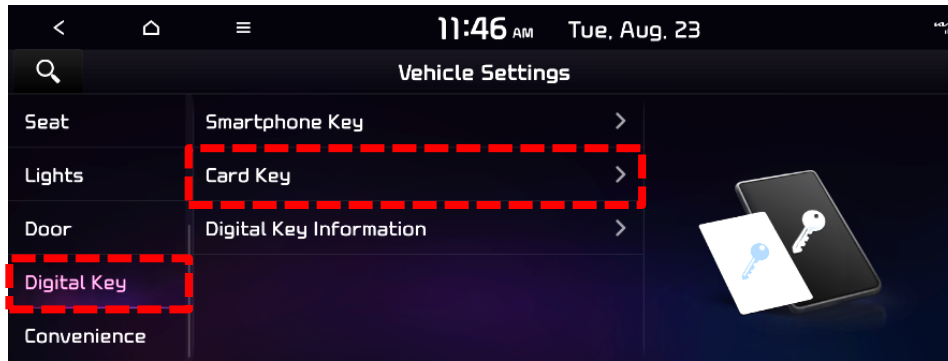 11:46 AM Tue, Aug. 23
Vehicle Settings
Seat
Lights
Door
Digital Key
Convenience
Smartphone Key
Card Key
Digital Key Information